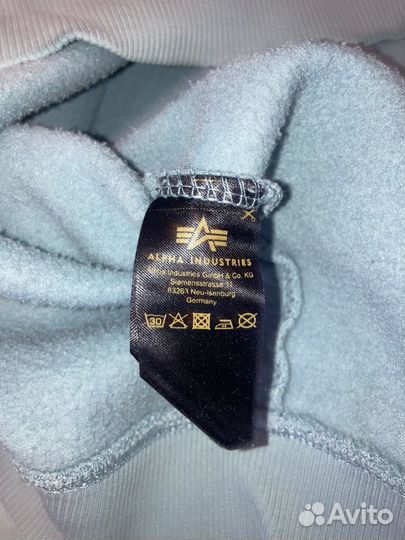 ALPHA INDUSTRIES
Alpha Industries GmbH & Co. KG
Siemensstrasse 11
63263 Neu-Isenburg
Germany
30
Avito